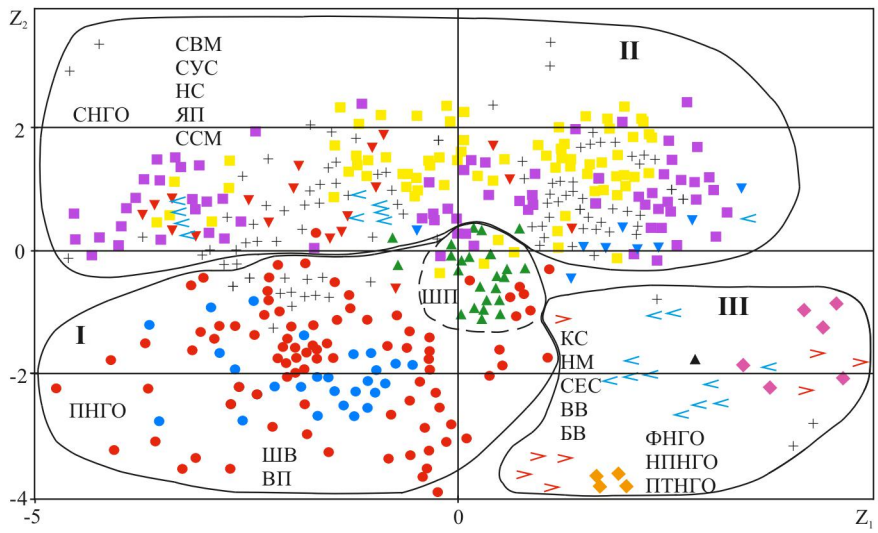 Z2
II
СВМ
СУС
НС
ЯП
ССМ
СНГО
2
0
ШП
III
I
КС
НМ
СЕС
ВВ
БВ
-2
ПНГО
ШВ
ВП
ФНГО
НПНГО
ПТНГО
-4
-5
0
Z1